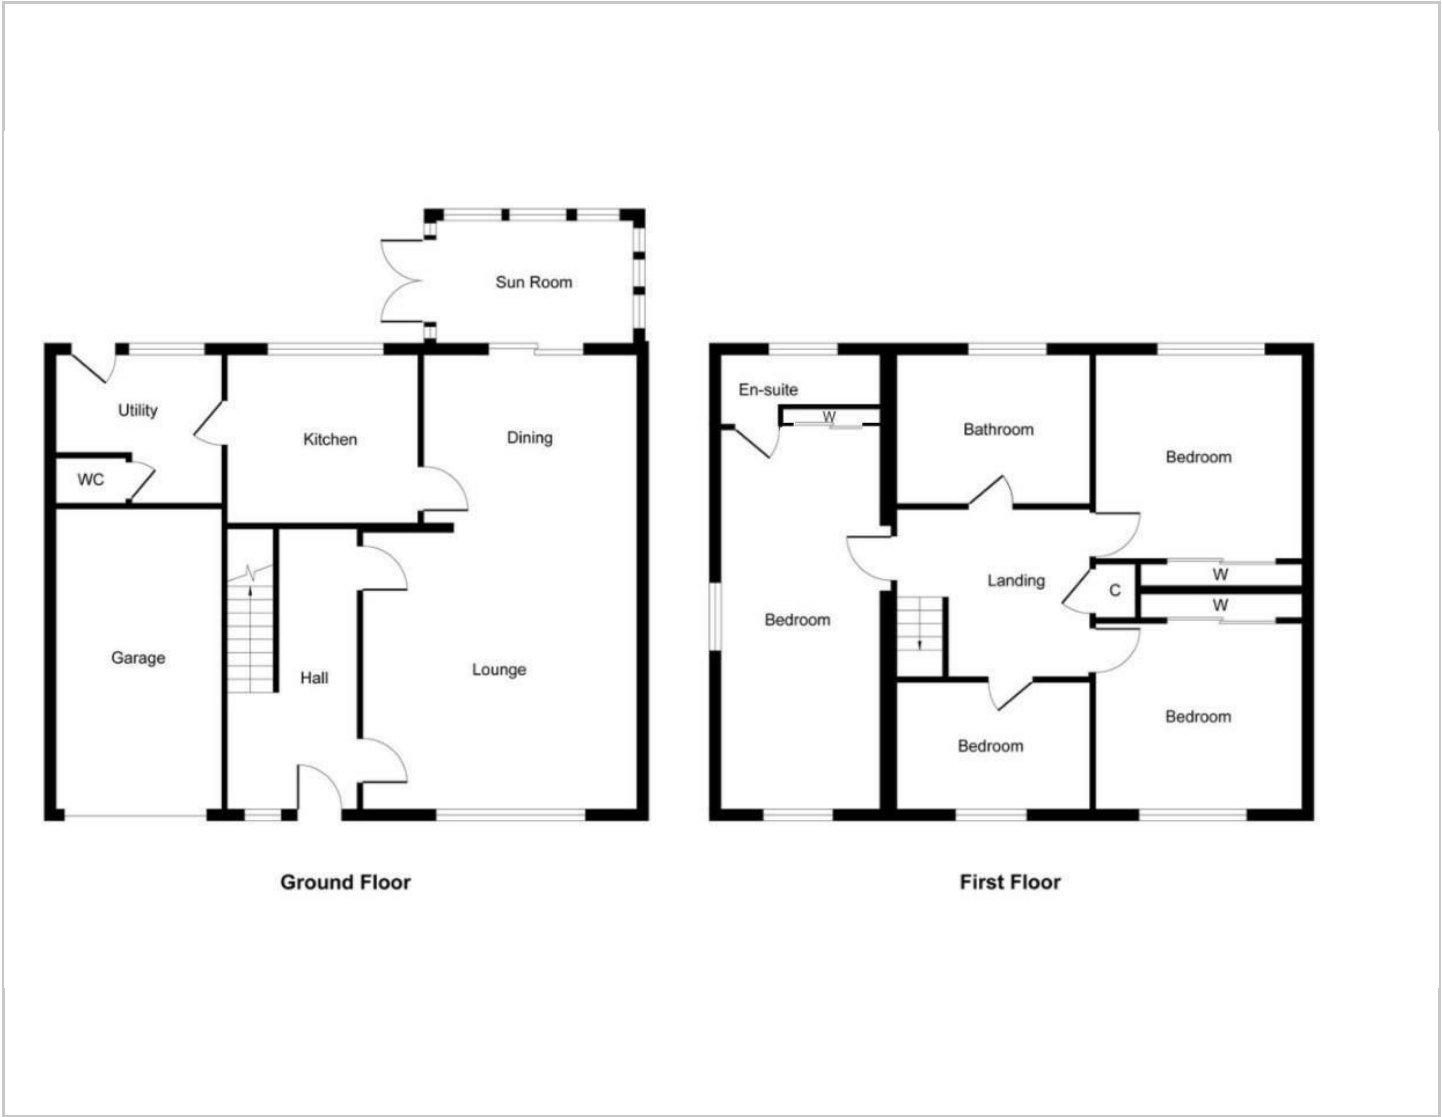 Sun Room
Utility
Kitchen
Dining
WC
Garage
Hall
Lounge
Ground Floor
En-suite
W
Bathroom
Bedroom
Landing
C
W
W
Bedroom
Bedroom
Bedroom
First Floor